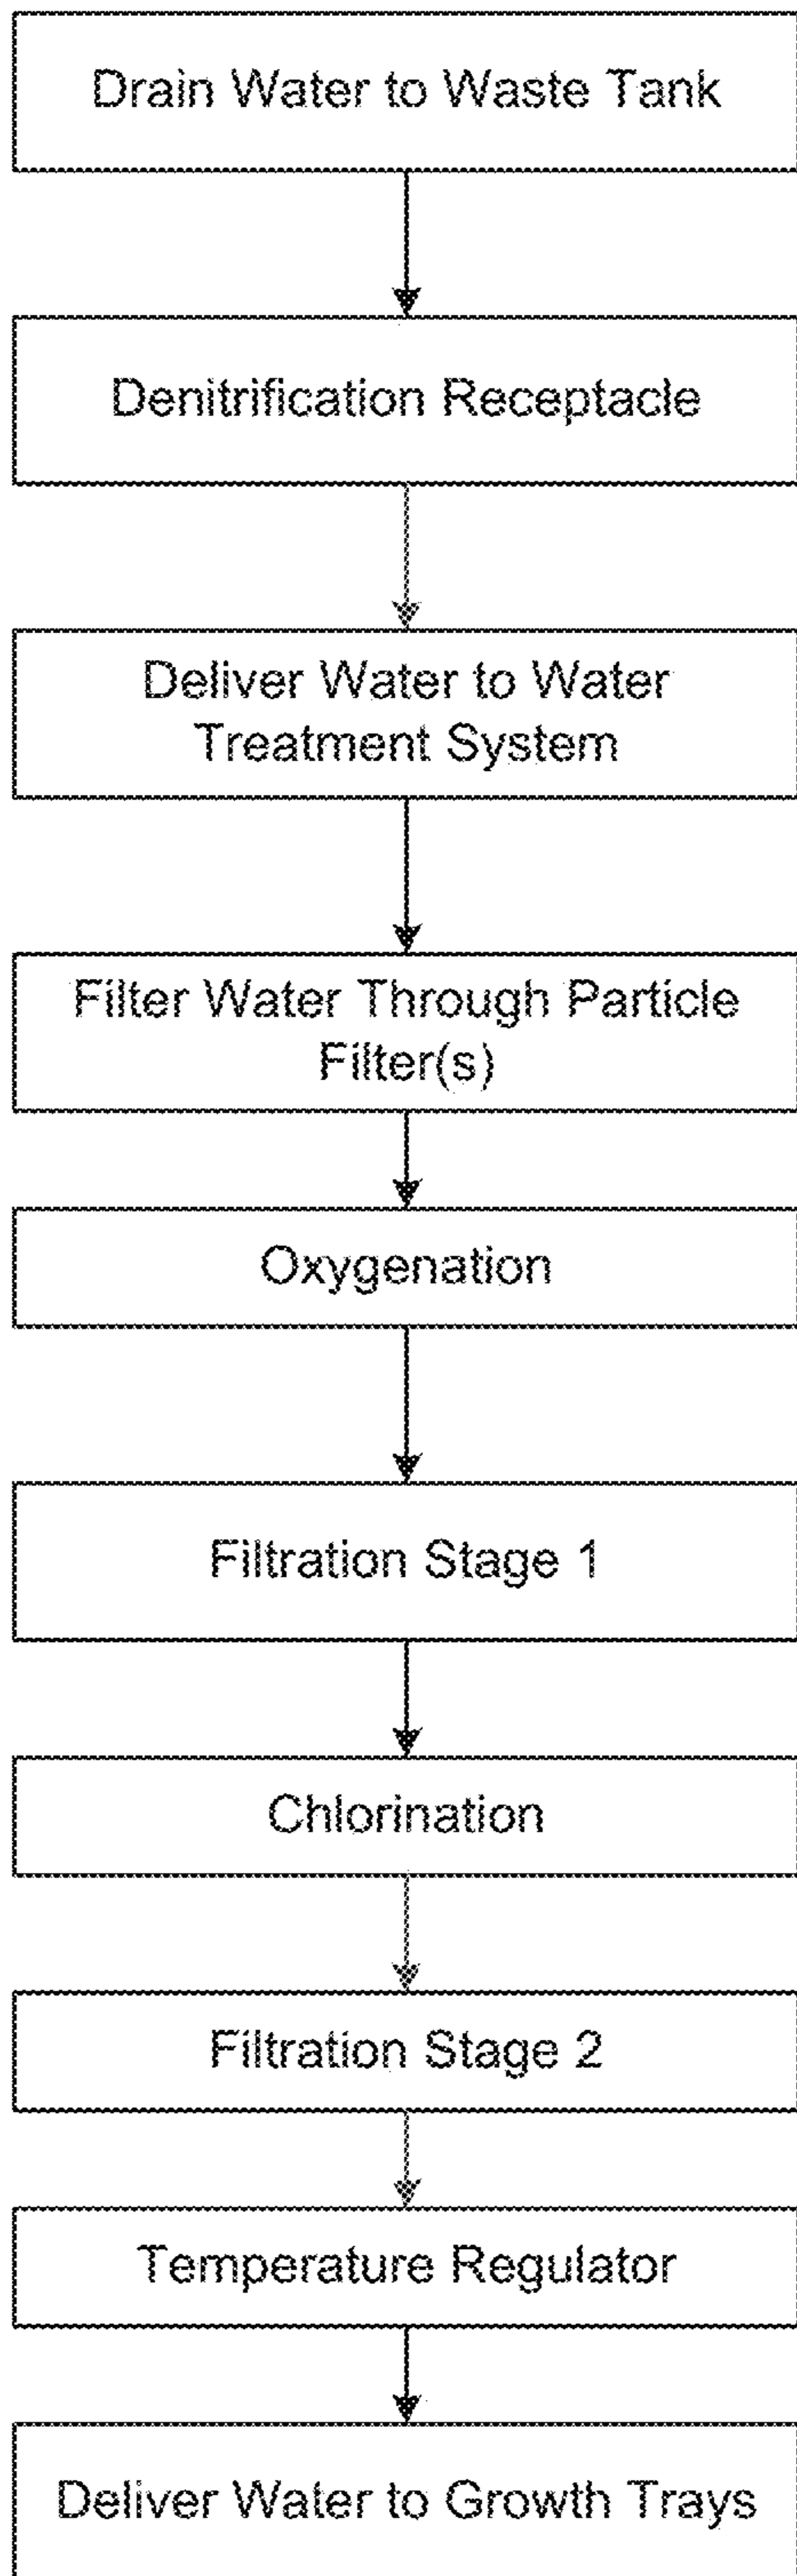 Drain Water to Waste Tank
Denitrification Receptacle
Deliver Water to Water
Treatment System
Filter Water Through Particle
Filter(s)
Oxygenation
Filtration Stage 1
Chlorination
Filtration Stage 2
Temperature Regulator
Deliver Water to Growth Trays